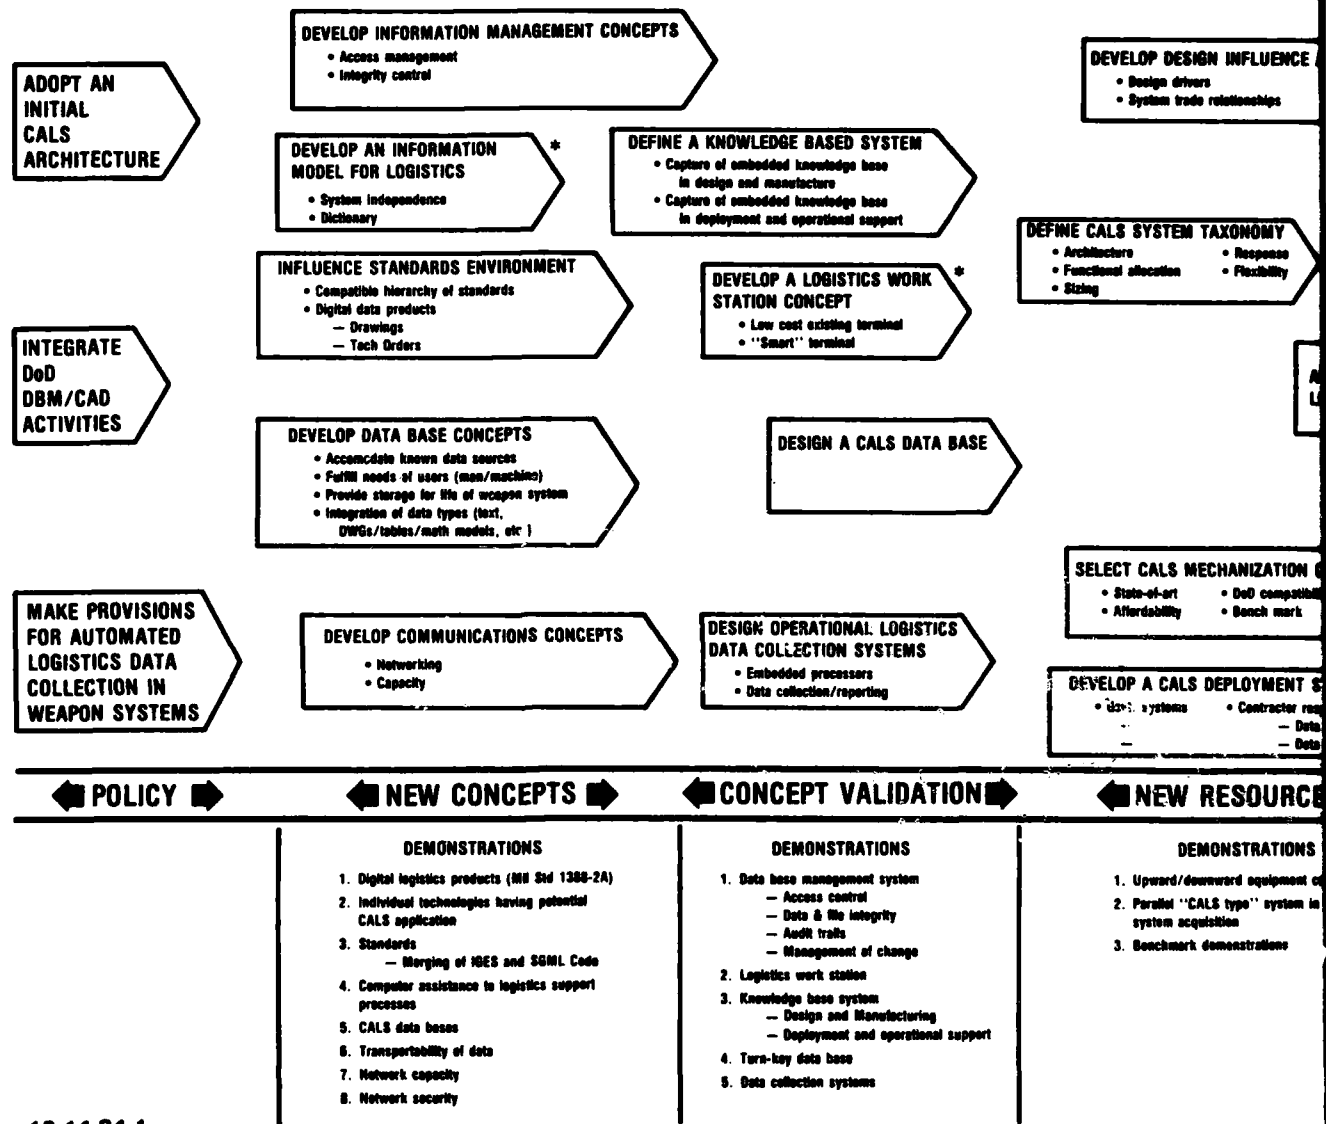 ADOPT AN
INITIAL
CALS
ARCHITECTURE
INTEGRATE
DoD
DBM/CAD
ACTIVITIES
MAKE PROVISIONS
FOR AUTOMATED
LOGISTICS DATA
COLLECTION IN
WEAPON SYSTEMS
DEVELOP INFORMATION MANAGEMENT CONCEPTS
• Access management
• Integrity control
DEVELOP AN INFORMATION *
MODEL FOR LOGISTICS
• System independence
• Dictionary
INFLUENCE STANDARDS ENVIRONMENT
• Compatible hierarchy of standards
• Digital data products
— Drawings
— Tech Orders
DEVELOP DATA BASE CONCEPTS
• Accomcdate known data sources
• Fulfill needs of users (man/machine)
• Provide storage for life of weapon system
• Integration of data types (text,
DWGs/tables/math models, etc )
DEVELOP COMMUNICATIONS CONCEPTS
• Networking
• Capacity
DEFINE A KNOWLEDGE BASED SYSTEM
• Capture of embedded knowledge base
in design and manufacture
• Capture of embedded knowledge base
in deployment and operational support
DEVELOP A LOGISTICS WORK *
STATION CONCEPT
• Low cost existing terminal
• "Smart" terminal
DESIGN A CALS DATA BASE
DESIGN OPERATIONAL LOGISTICS
DATA COLLECTION SYSTEMS
• Embedded processors
• Data collection/reporting
DEVELOP DESIGN INFLUENCE
• Design drivers
• System trade relationships
DEFINE CALS SYSTEM TAXONOMY
• Architecture • Response
• Functional allocation • Flexibility
• Sizing
SELECT CALS MECHANIZATION
• State-of-art • DoD compatibil
• Affordability • Bench mark
DEVELOP A CALS DEPLOYMENT S
• systems • Contractor res
— Data
— Data
POLICY NEW CONCEPTS CONCEPT VALIDATION NEW RESOURCE
DEMONSTRATIONS
1. Digital logistics products (Mil Std 1388-2A)
2. Individual technologies having potential
CALS application
3. Standards
— Merging of IGES and SGML Code
4. Computer assistance to logistics support
processes
5. CALS data bases
6. Transportability of data
7. Network capacity
8. Network security
DEMONSTRATIONS
1. Data base management system
— Access control
— Data & file integrity
— Audit trails
— Management of change
2. Logistics work station
3. Knowledge base system
— Design and Manufacturing
— Deployment and operational support
4. Turn-key data base
5. Data collection systems
DEMONSTRATIONS
1. Upward/downward equipment
2. Parallel "CALS type" system in
system acquisition
3. Benchmark demonstrations